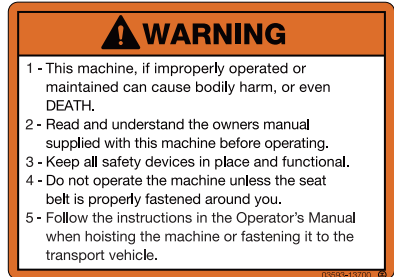 WARNING
1 - This machine, if improperly operated or
maintained can cause bodily harm, or even
DEATH.
2 - Read and understand the owners manual
supplied with this machine before operating.
3 - Keep all safety devices in place and functional.
4 - Do not operate the machine unless the seat
belt is properly fastened around you.
5 - Follow the instructions in the Operator's Manual
when hoisting the machine or fastening it to the
transport vehicle.
03593-13700